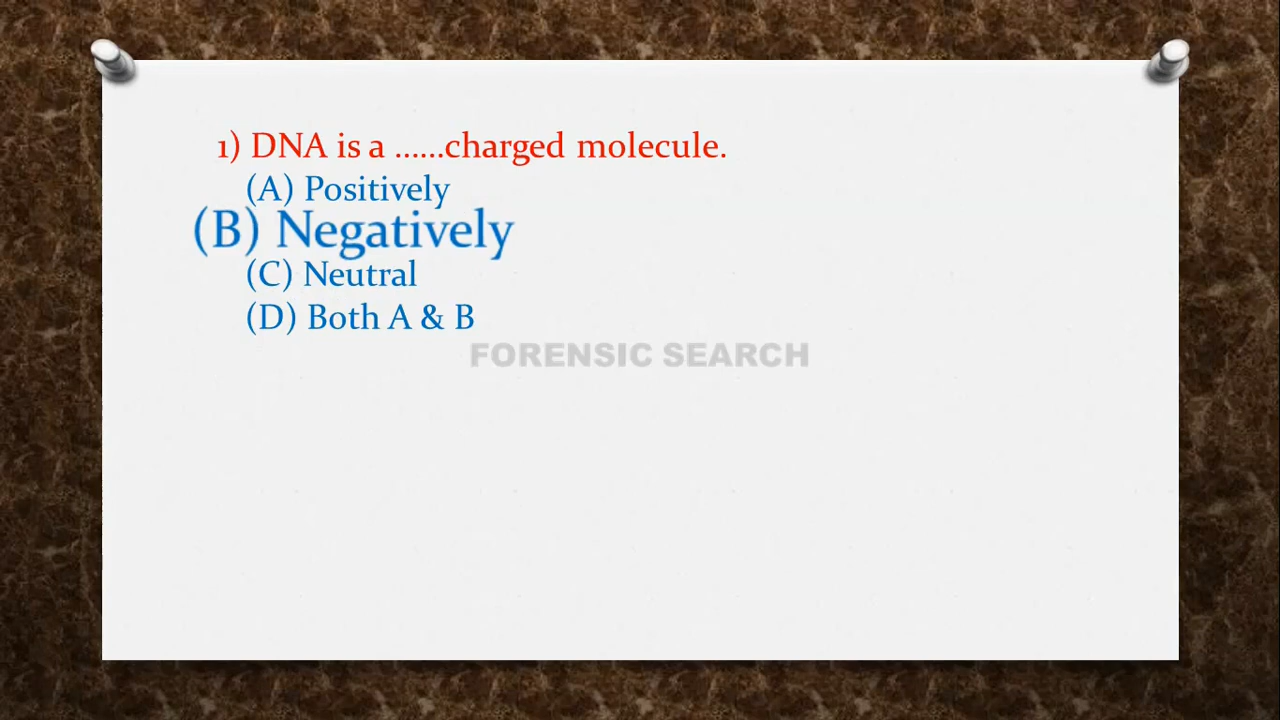 1) DNA is a ......charged molecule.
(A) Positively
(B) Negatively
(C) Neutral
(D) Both A & B
FORENSIC SEARCH